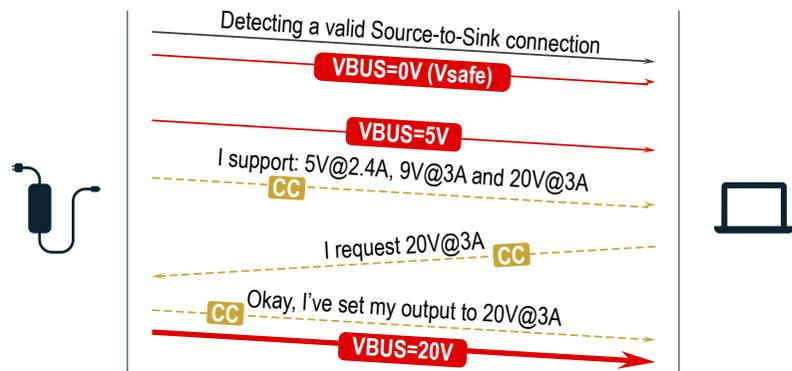 Detecting a valid Source-to-Sink connection
VBUS=0V (Vsafe)
VBUS=5V
I support: 5V@2.4A, 9V@3A and 20V@3A
CC
I request 20V@3A
CC
CC
Okay, I've set my output to 20V@3A
VBUS=20V